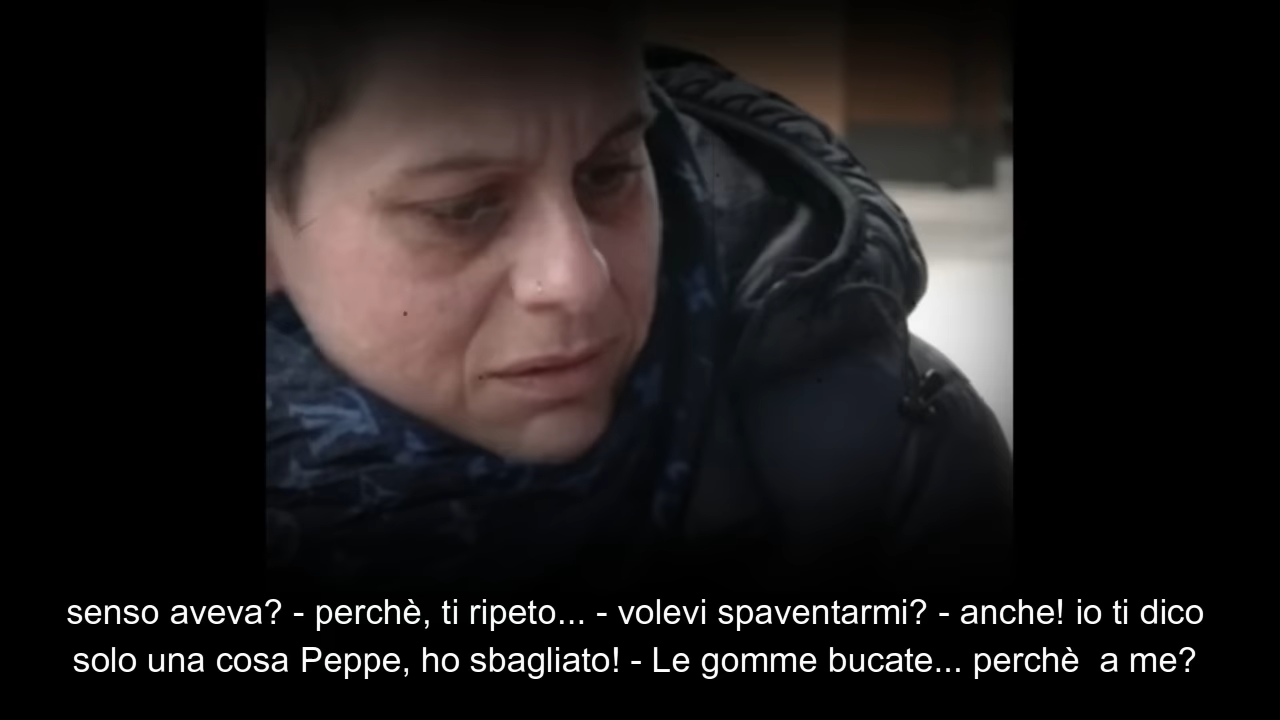 senso aveva? - perchè, ti ripeto... - volevi spaventarmi? - anche! io ti dico
solo una cosa Peppe, ho sbagliato! - Le gomme bucate... perchè  a me?